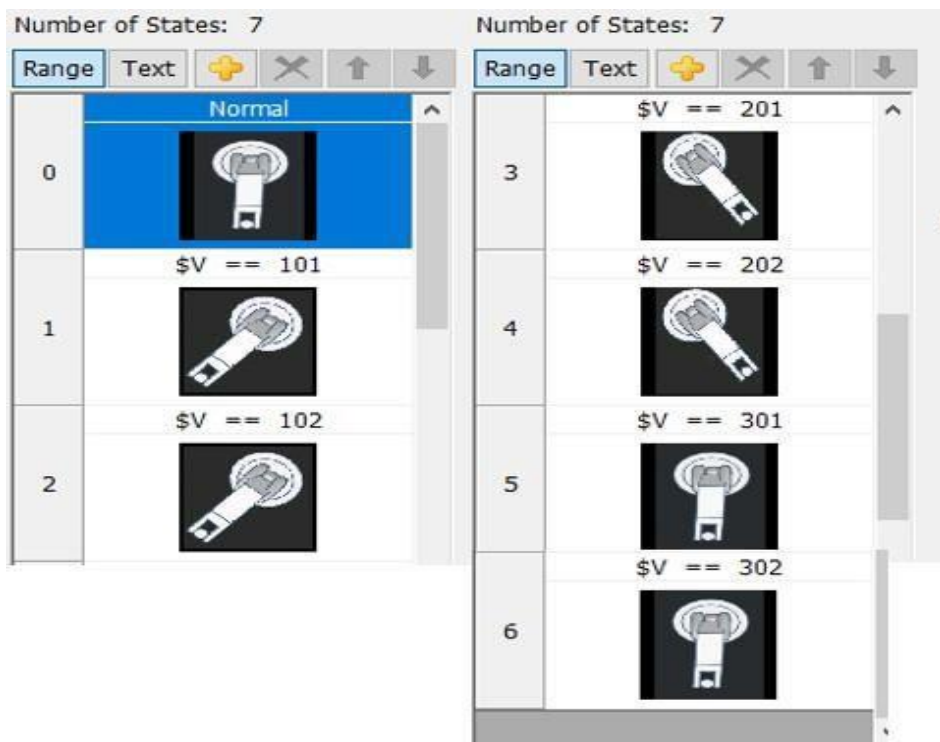 Number of States: 7
Range Text
Normal
0
$V == 101
1
$V == 102
2
Number of States: 7
Range Text
$V == 201
3
$V == 202
4
$V == 301
5
$V == 302
6